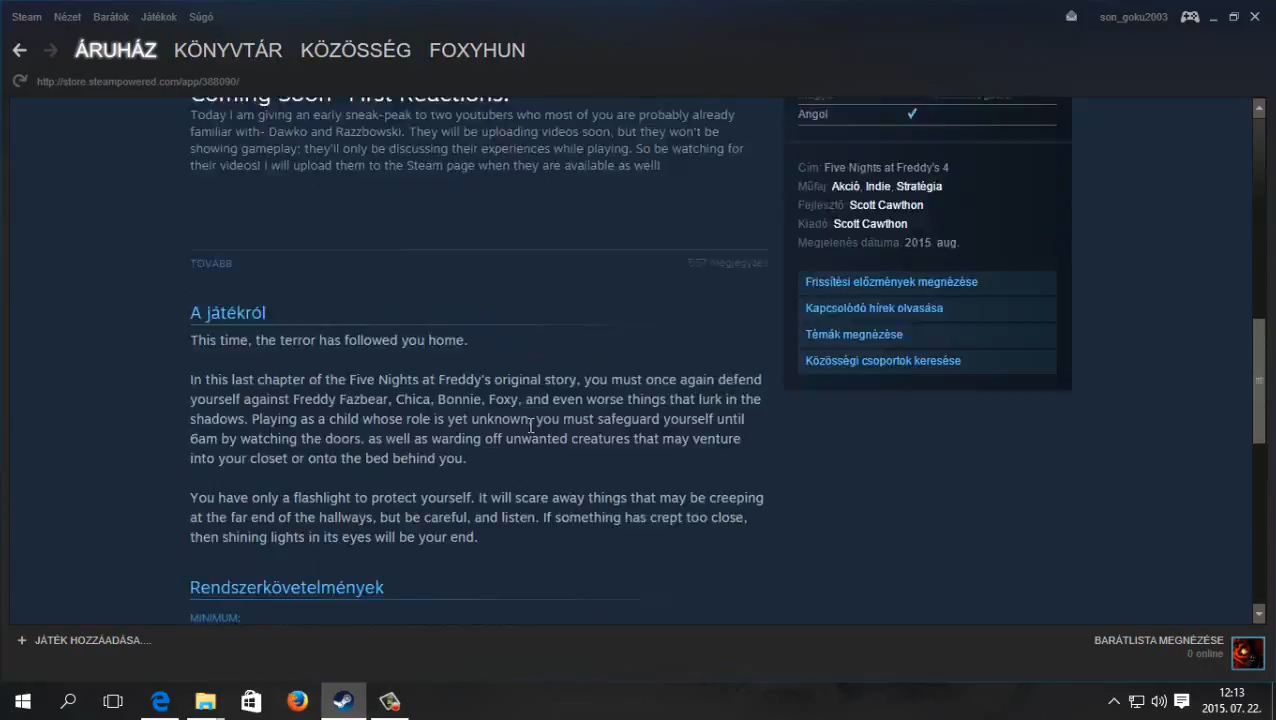 Steam Nézet Barátok Játékok Súgó son_goku2003
ÁRUHÁZ KÖNYVTÁR KÖZÖSSÉG FOXYHUN
http://store.steampowered.com/app/388090/
Coming Soon- First Reactions!
Today I am giving an early sneak-peak to two youtubers who most of you are probably already
familiar with- Dawko and Razzbowski. They will be uploading videos soon, but they won't be
showing gameplay; they'll only be discussing their experiences while playing. So be watching for
their videos! I will upload them to the Steam page when they are available as well!
TOVÁBB
A játékról
This time, the terror has followed you home.
In this last chapter of the Five Nights at Freddy's original story, you must once again defend
yourself against Freddy Fazbear, Chica, Bonnie, Foxy, and even worse things that lurk in the
shadows. Playing as a child whose role is yet unknown, you must safeguard yourself until
6am by watching the doors, as well as warding off unwanted creatures that may venture
into your closet or onto the bed behind you.
You have only a flashlight to protect yourself. It will scare away things that may be creeping
at the far end of the hallways, but be careful, and listen. If something has crept too close,
then shining lights in its eyes will be your end.
Rendszerkövetelmények
MINIMUM:
Angol
Cím: Five Nights at Freddy's 4
Műfaj: Akció, Indie, Stratégia
Fejlesztő: Scott Cawthon
Kiadó: Scott Cawthon
Megjelenés dátuma: 2015. aug.
Frissítési előzmények megnézése
Kapcsolódó hírek olvasása
Témák megnézése
Közösségi csoportok keresése
+ JÁTÉK HOZZÁADÁSA.... BARÁTLISTA MEGNÉZÉSE
0 online
12:13
2015. 07. 22.